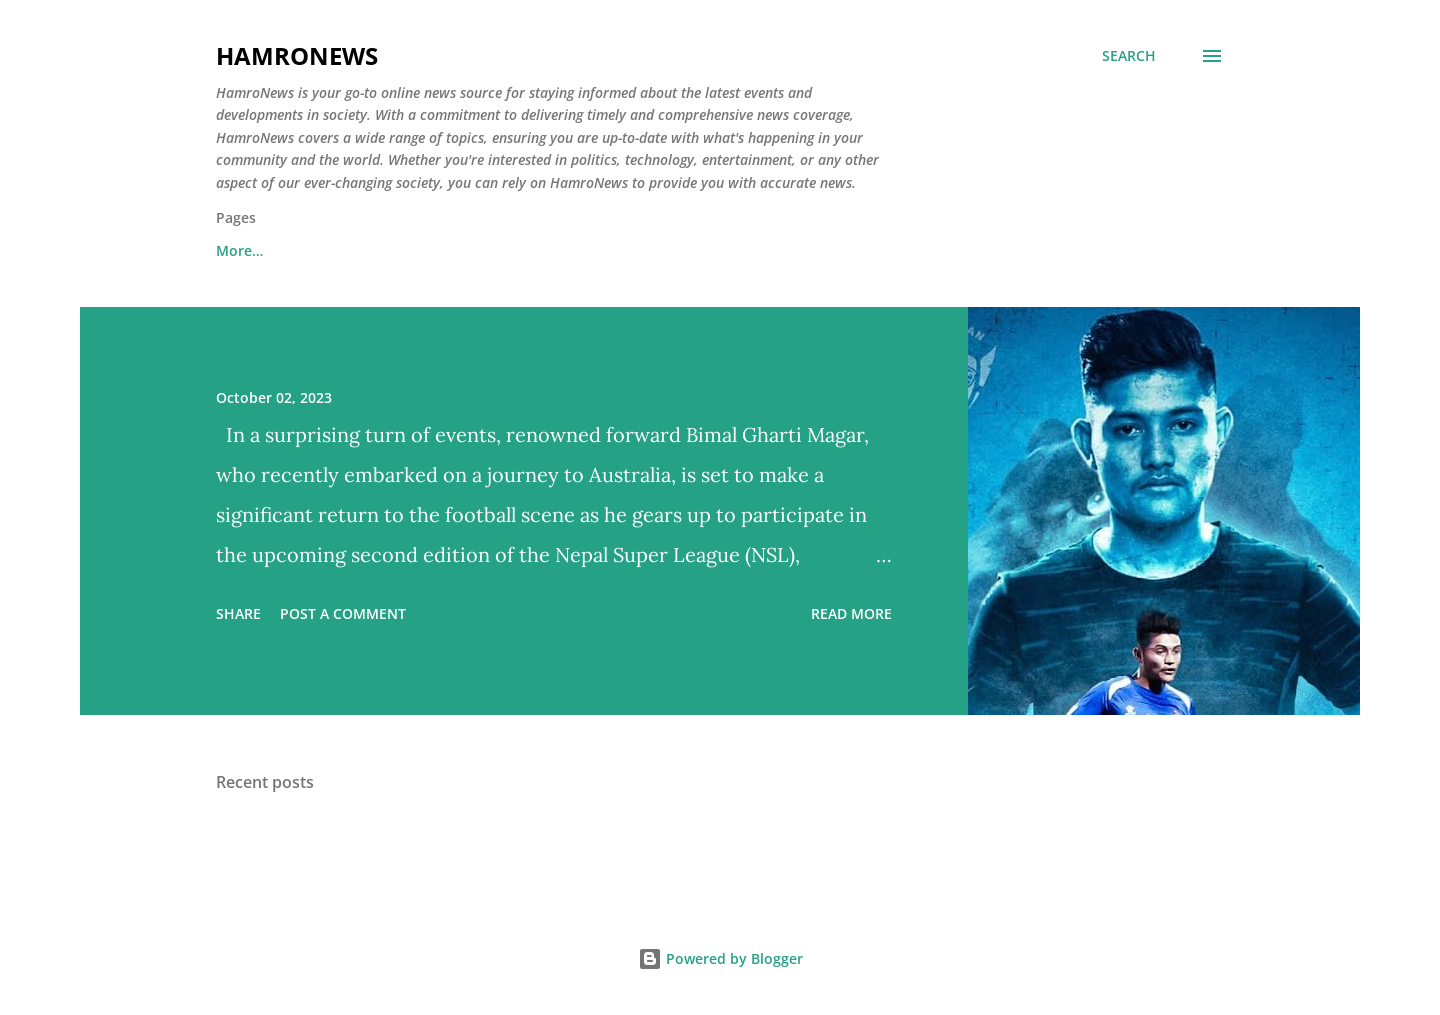 HAMRONEWS
SEARCH
HamroNews is your go-to online news source for staying informed about the latest events and
developments in society. With a commitment to delivering timely and comprehensive news coverage,
HamroNews covers a wide range of topics, ensuring you are up-to-date with what's happening in your
community and the world. Whether you're interested in politics, technology, entertainment, or any other
aspect of our ever-changing society, you can rely on HamroNews to provide you with accurate news.
Pages
More…
October 02, 2023
In a surprising turn of events, renowned forward Bimal Gharti Magar,
who recently embarked on a journey to Australia, is set to make a
significant return to the football scene as he gears up to participate in
the upcoming second edition of the Nepal Super League (NSL), …
SHARE POST A COMMENT READ MORE
Recent posts
Powered by Blogger